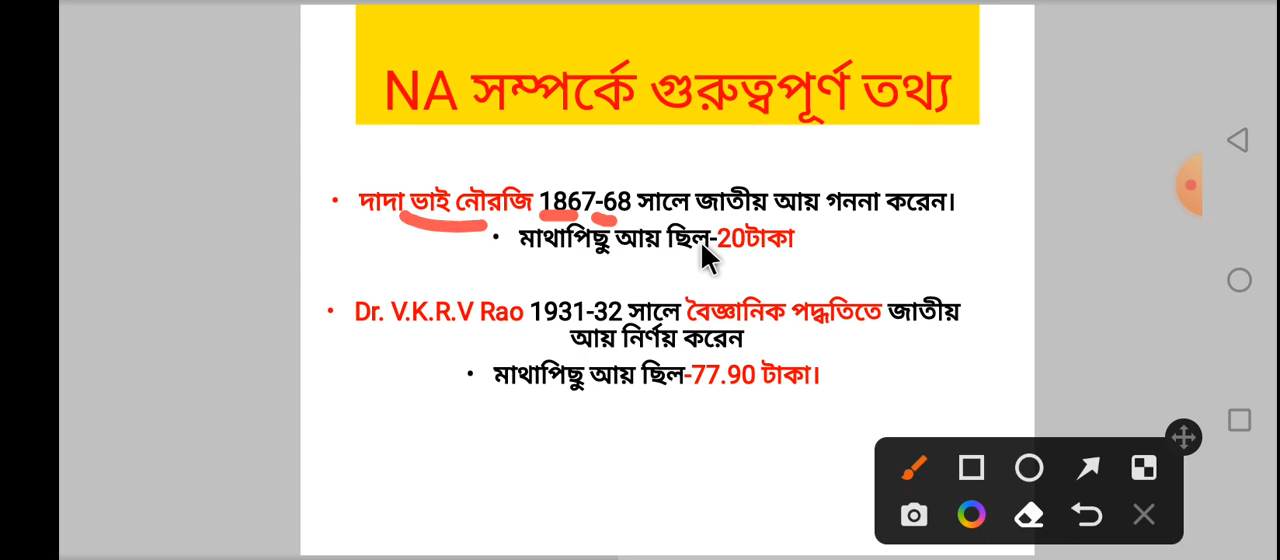 NA সম্পর্কে গুরুত্বপূর্ণ তথ্য
• দাদা ভাই নৌরজি 1867-68 সালে জাতীয় আয় গননা করেন।
• মাথাপিছু আয় ছিল-20টাকা
• Dr. V.K.R.V Rao 1931-32 সালে বৈজ্ঞানিক পদ্ধতিতে জাতীয়
আয় নির্ণয় করেন
• মাথাপিছু আয় ছিল-77.90 টাকা।